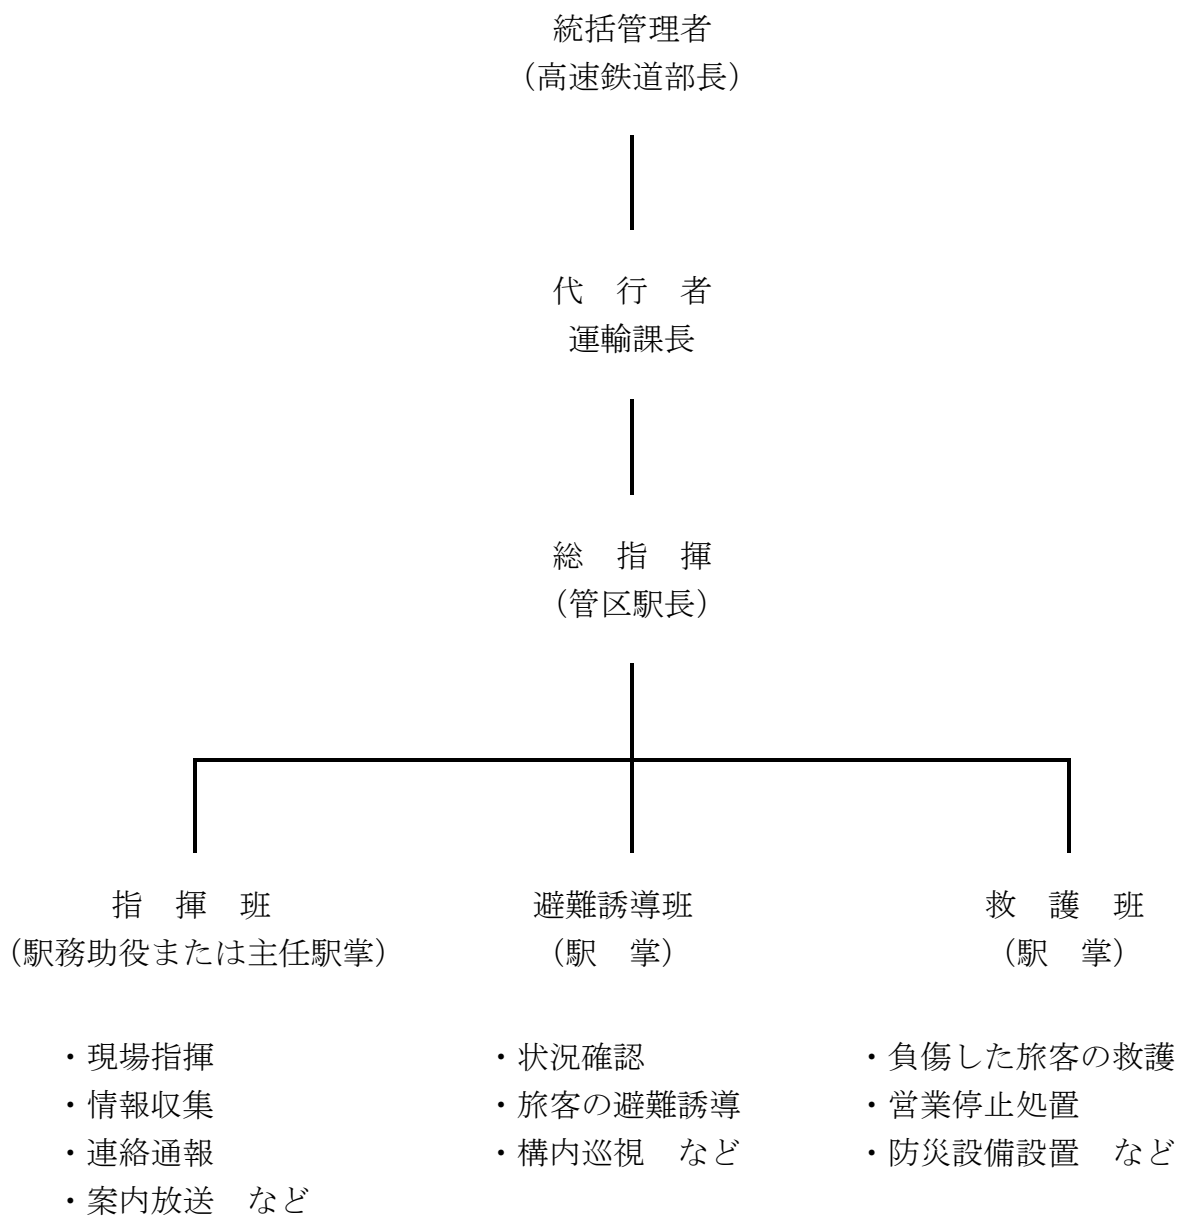 統括管理者
（高速鉄道部長）
代　行　者
運輸課長
総　指　揮
（管区駅長）
指　揮　班
（駅務助役または主任駅掌）
・現場指揮
・情報収集
・連絡通報
・案内放送　など
避難誘導班
（駅　掌）
・状況確認
・旅客の避難誘導
・構内巡視　など
救　護　班
（駅　掌）
・負傷した旅客の救護
・営業停止処置
・防災設備設置　など